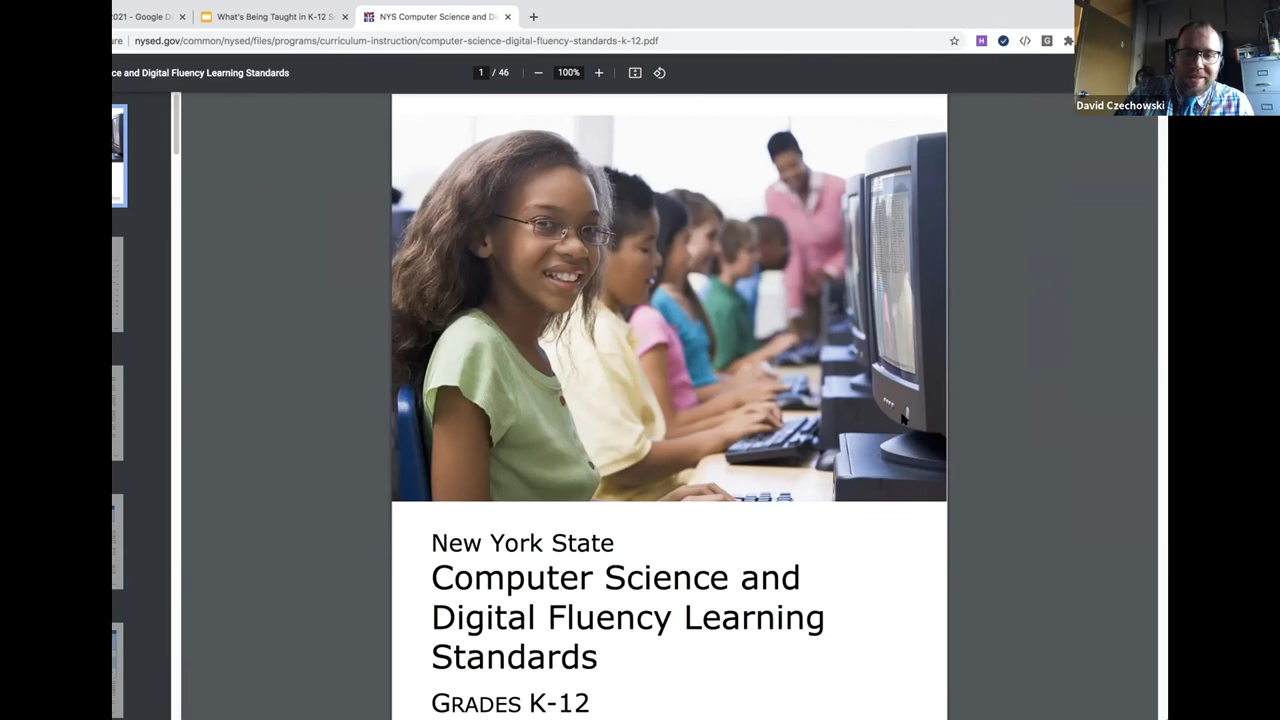 2021 - Google D
What's Being Taught in K-12 S
NYS Computer Science and Di
ure
nysed.gov/common/nysed/files/programs/curriculum-instruction/computer-science-digital-fluency-standards-k-12.pdf
ce and Digital Fluency Learning Standards
1 / 46
100%
David Czechowski
New York State
Computer Science and
Digital Fluency Learning
Standards
GRADES K-12